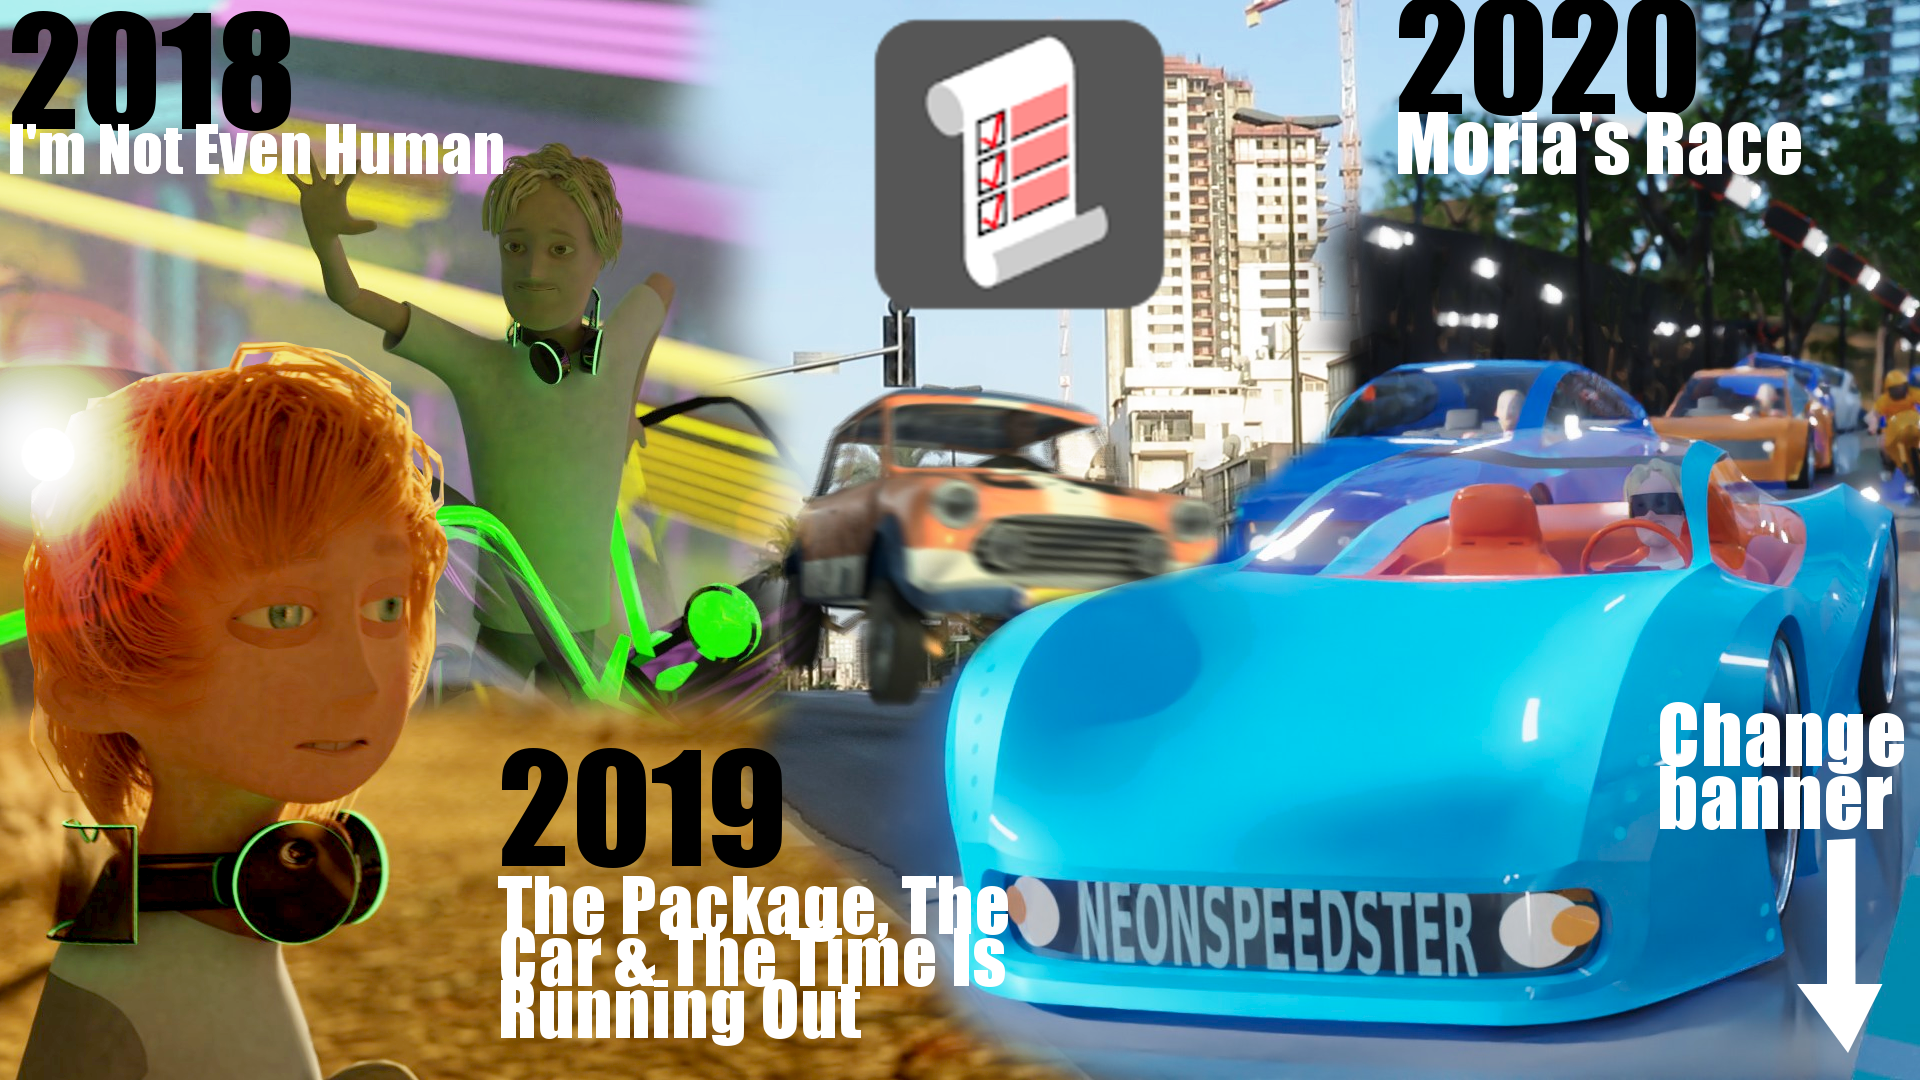 2018
I'm Not Even Human
2020
Moria's Race
2019
The Package, The
Car & The Time Is
Running Out
NEONSPEEDSTER
Change
banner